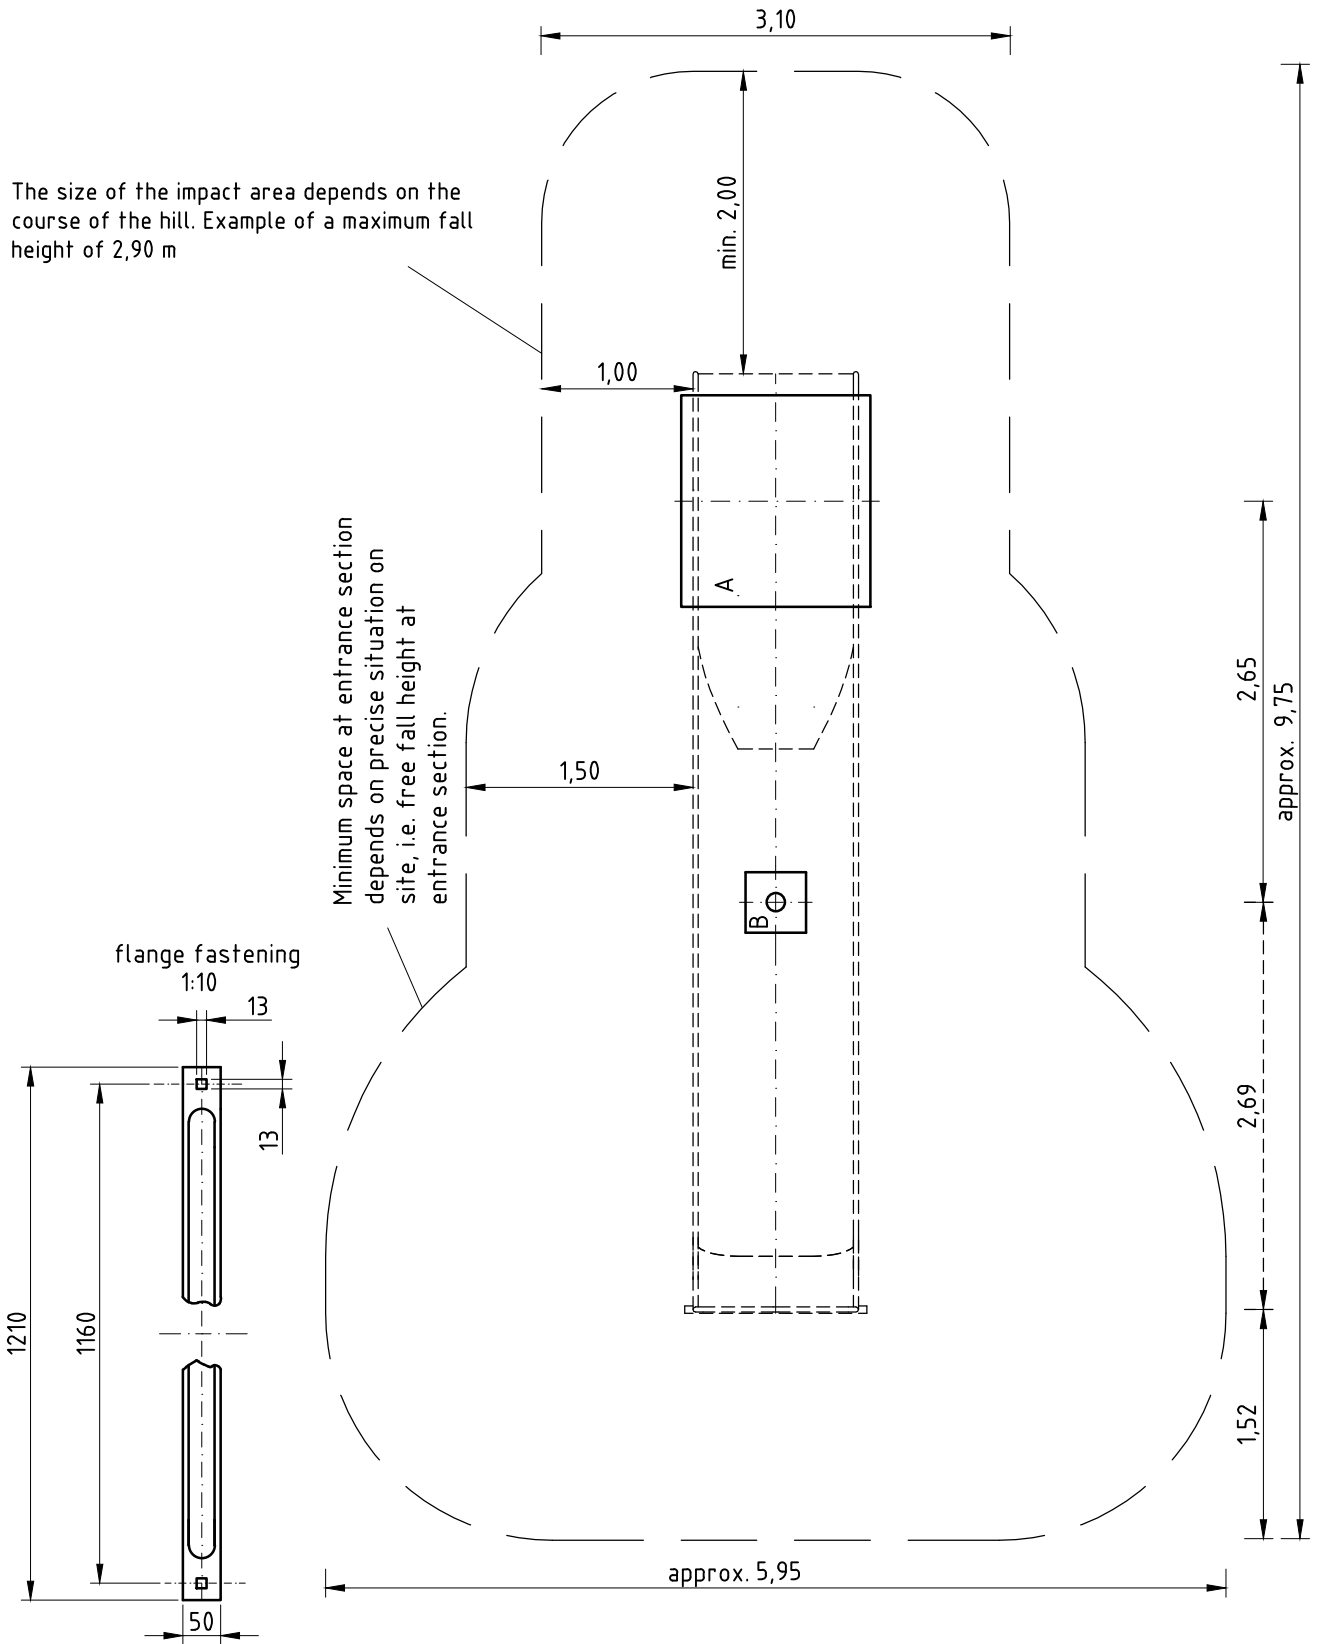 3,10
The size of the impact area depends on the
course of the hill. Example of a maximum fall
height of 2,90 m
min. 2,00
1,00
A
Minimum space at entrance section
depends on precise situation on
site, i.e. free fall height at
entrance section.
2,65
approx. 9,75
1,50
B
flange fastening
1:10
13
13
2,69
1210
1160
1,52
approx. 5,95
50